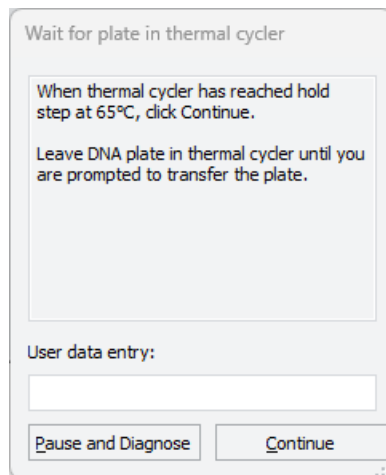 Wait for plate in thermal cycler
When thermal cycler has reached hold
step at 65ºC, click Continue.
Leave DNA plate in thermal cycler until you
are prompted to transfer the plate.
User data entry:
Pause and Diagnose
Continue